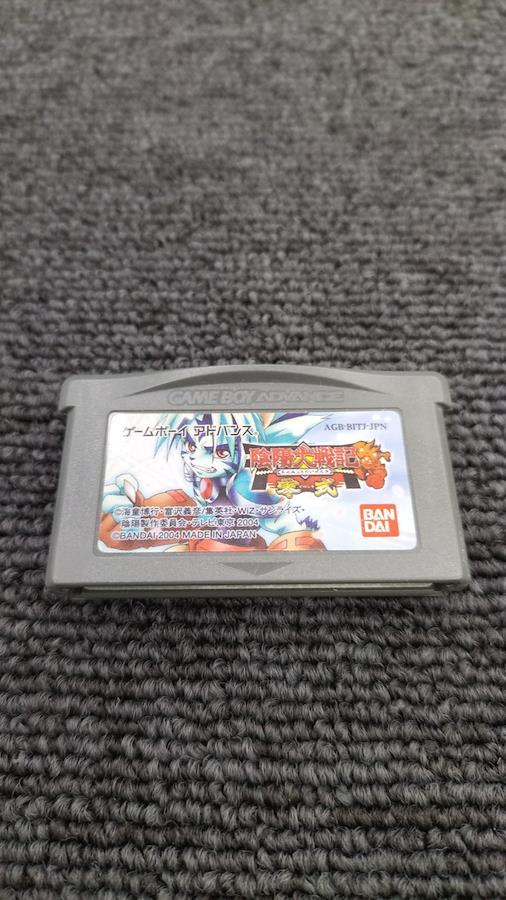 GAME BOY ADVANCE
ゲームボーイ アドバンス
AGB-BITJ-JPN
陰陽大戦記
零一式
©海童博行・富沢義彦/集英社・WIZ・サンライズ・
陰陽製作委員会・テレビ東京 2004
©BANDAI 2004 MADE IN JAPAN
BAN
DAI